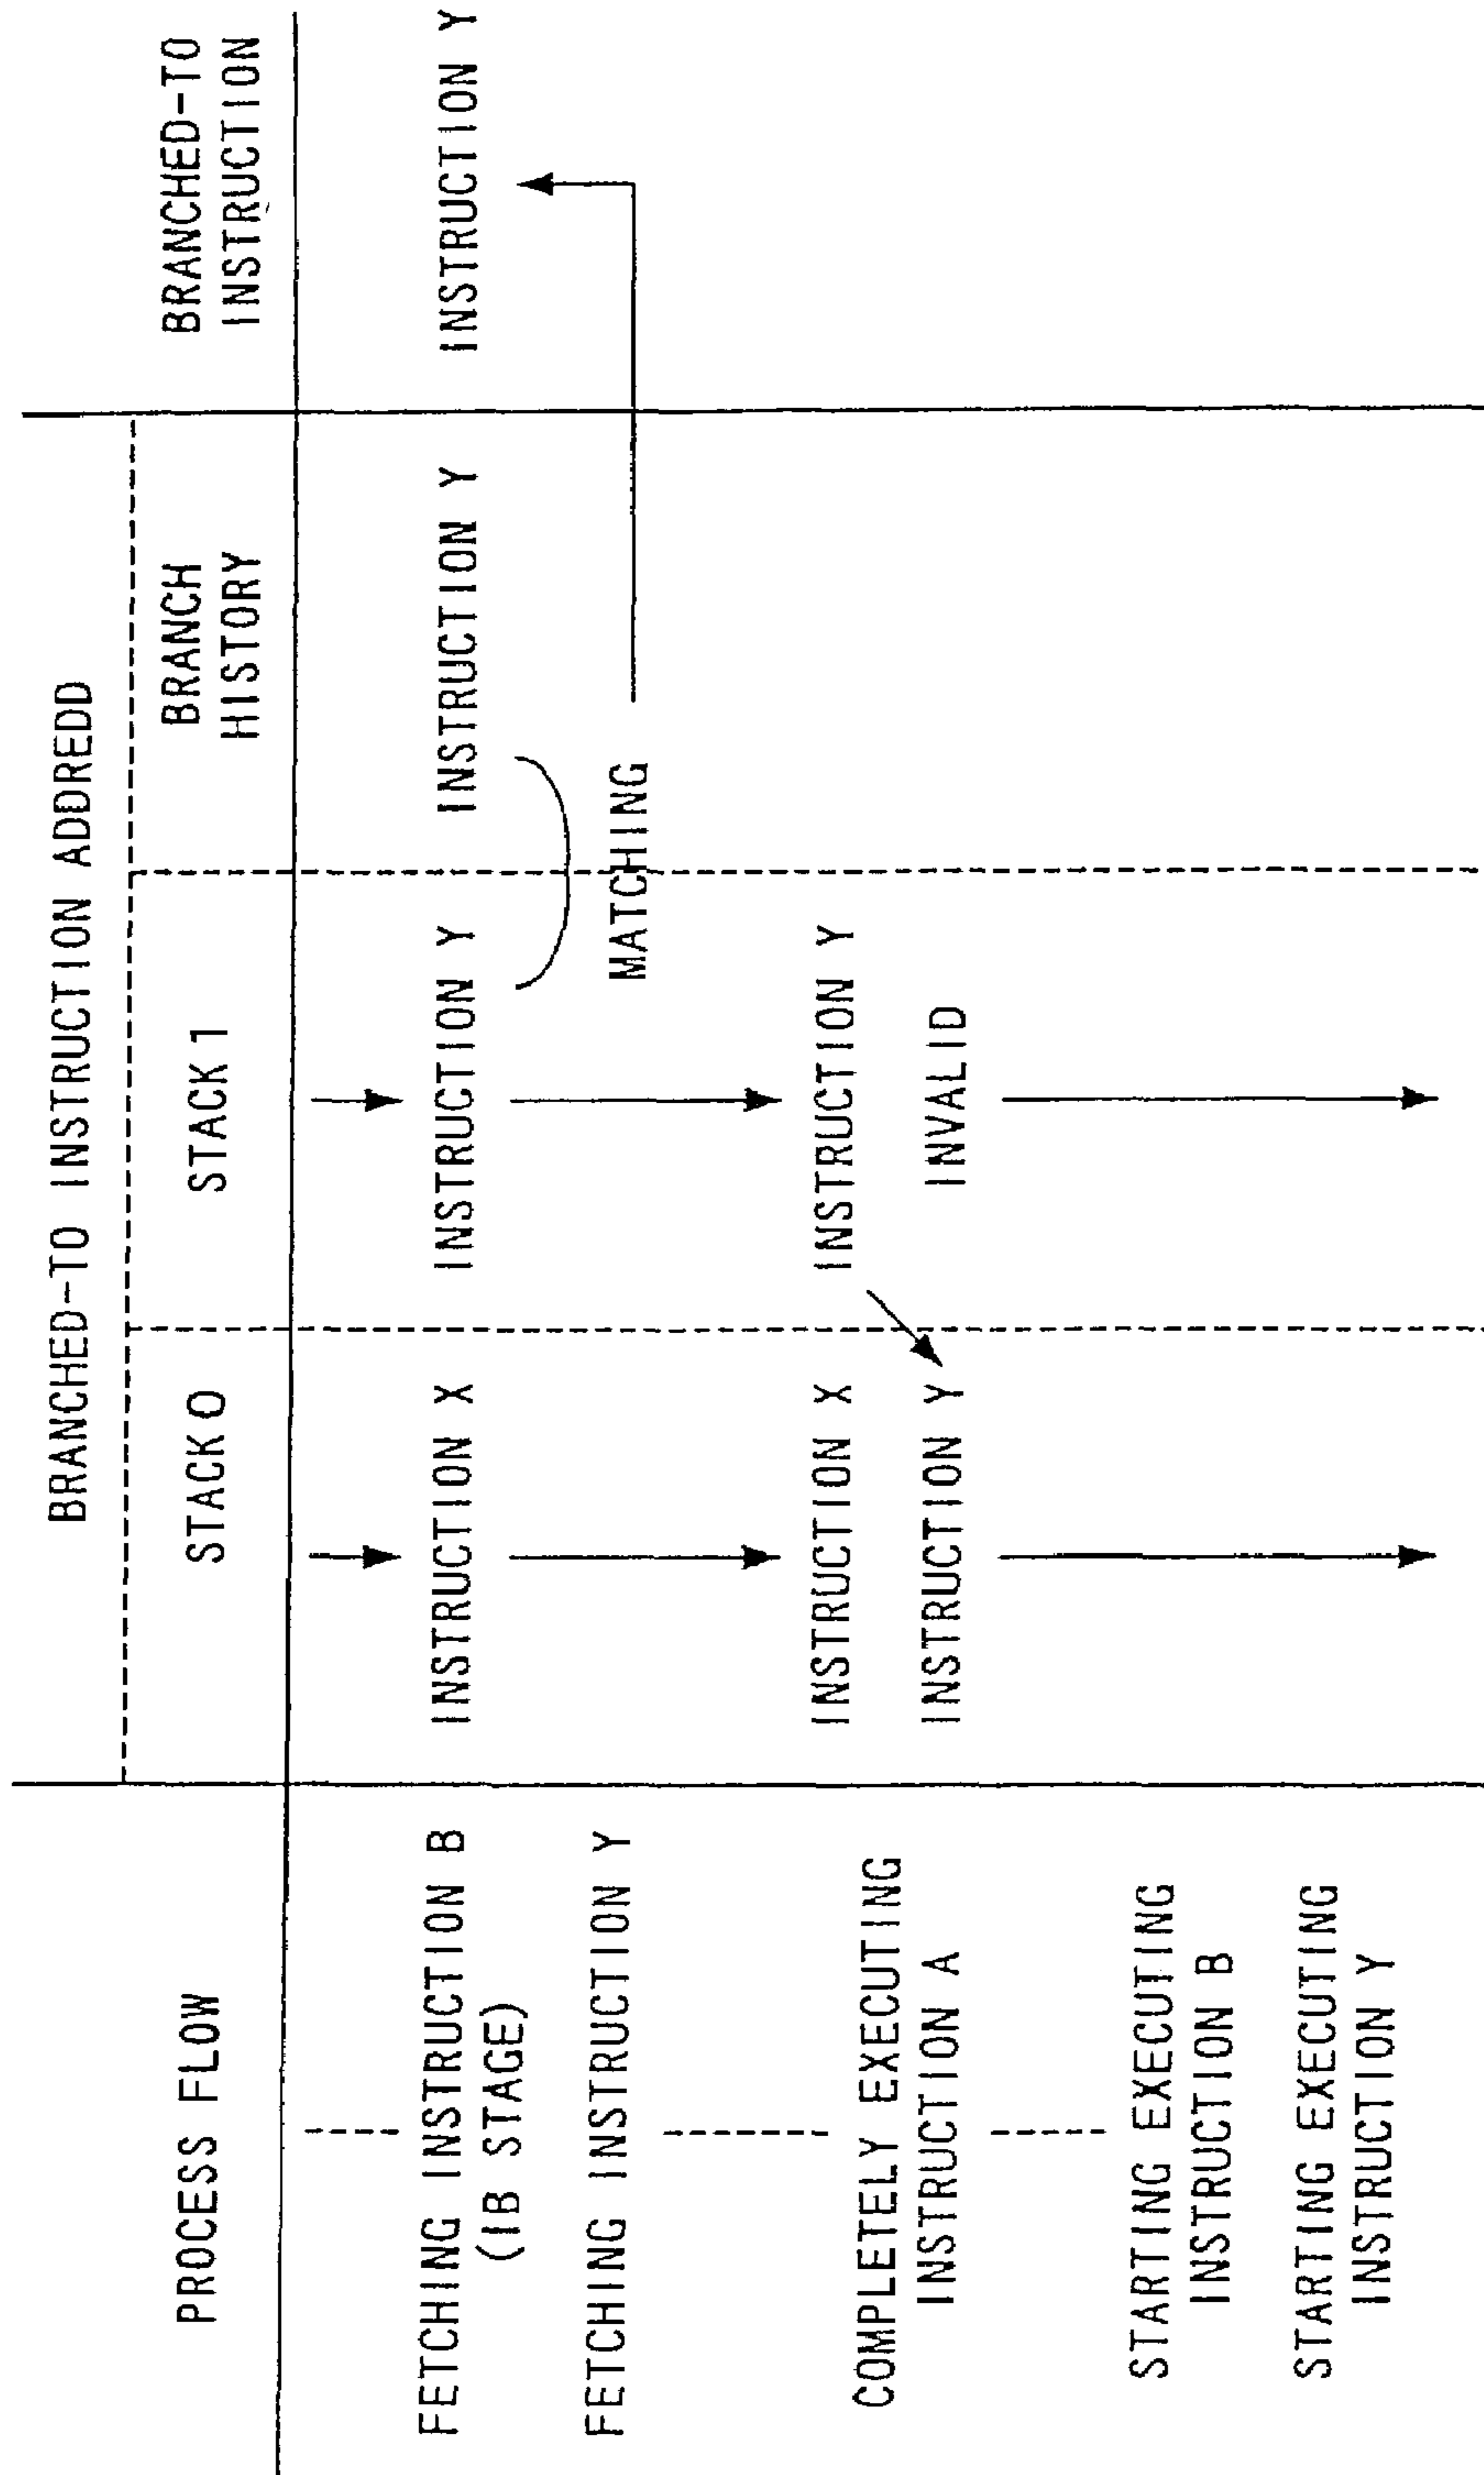 BRANCHED-TO INSTRUCTION ADDREDD
PROCESS FLOW
STACK 0
STACK 1
BRANCH
HISTORY
BRANCHED-TO
INSTRUCTION
FETCHING INSTRUCTION B
(IB STAGE)
INSTRUCTION X
INSTRUCTION Y
INSTRUCTION Y
INSTRUCTION Y
FETCHING INSTRUCTION Y
MATCHING
COMPLETELY EXECUTING
INSTRUCTION A
INSTRUCTION X
INSTRUCTION Y
INSTRUCTION Y
INVALID
STARTING EXECUTING
INSTRUCTION B
STARTING EXECUTING
INSTRUCTION Y